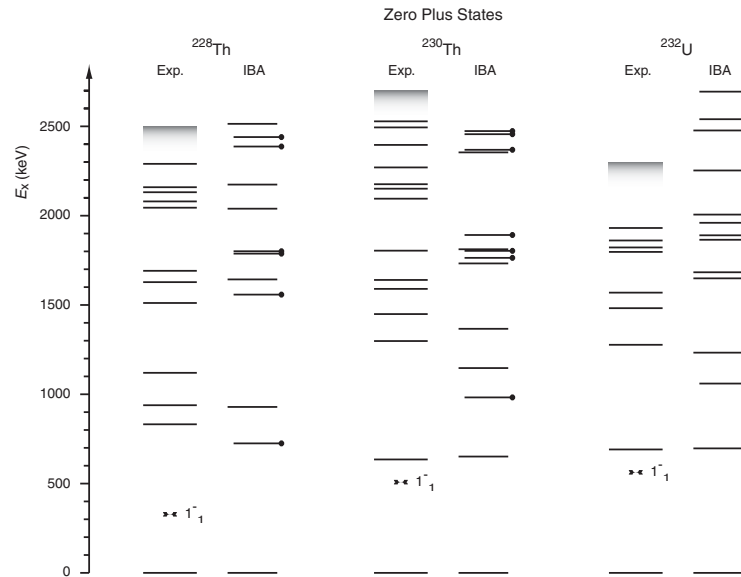 Zero Plus States
²²⁸Th ²³⁰Th ²³²U
Exp. IBA Exp. IBA Exp. IBA
2500
2000
1500
1000
500
0
Eₓ (keV)
1⁻₁
1⁻₁
1⁻₁